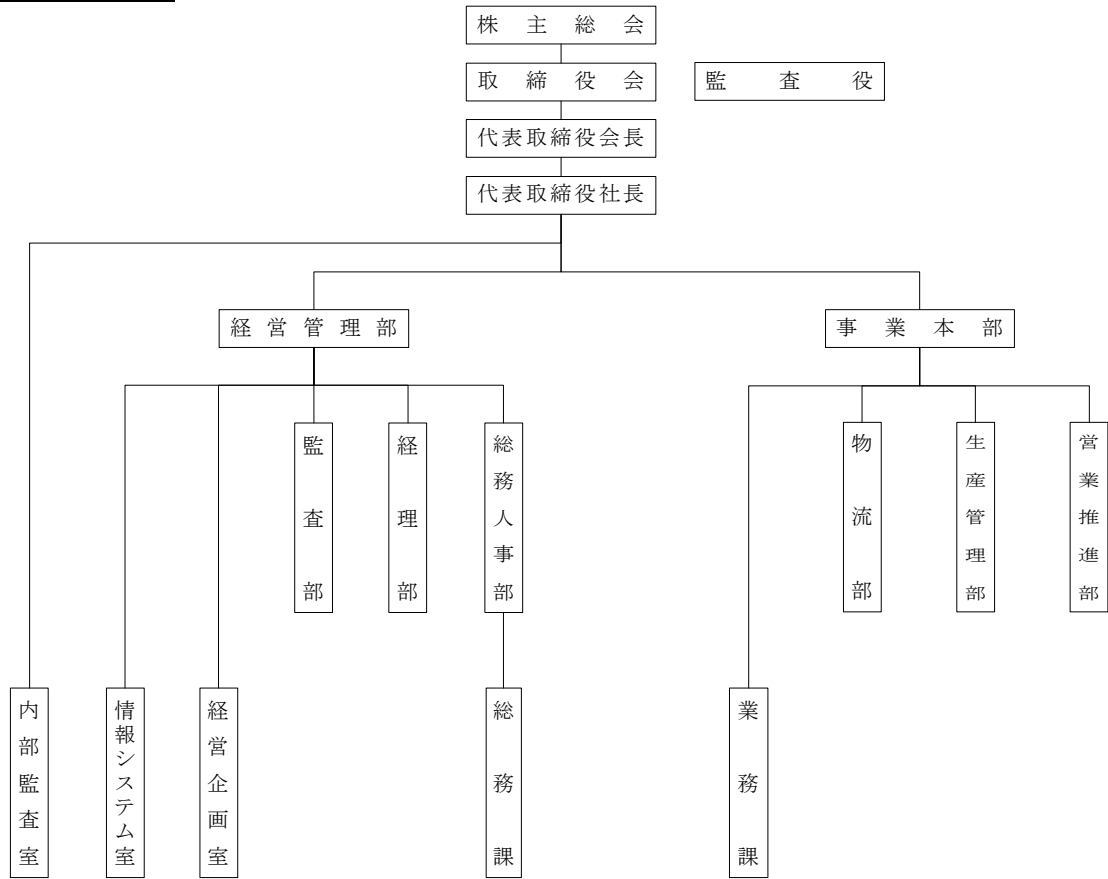 株主総会
取締役会
監査役
代表取締役会長
代表取締役社長
経営管理部
事業本部
監査部
経理部
総務人事部
物流部
生産管理部
営業推進部
内部監査室
情報システム室
経営企画室
総務課
業務課